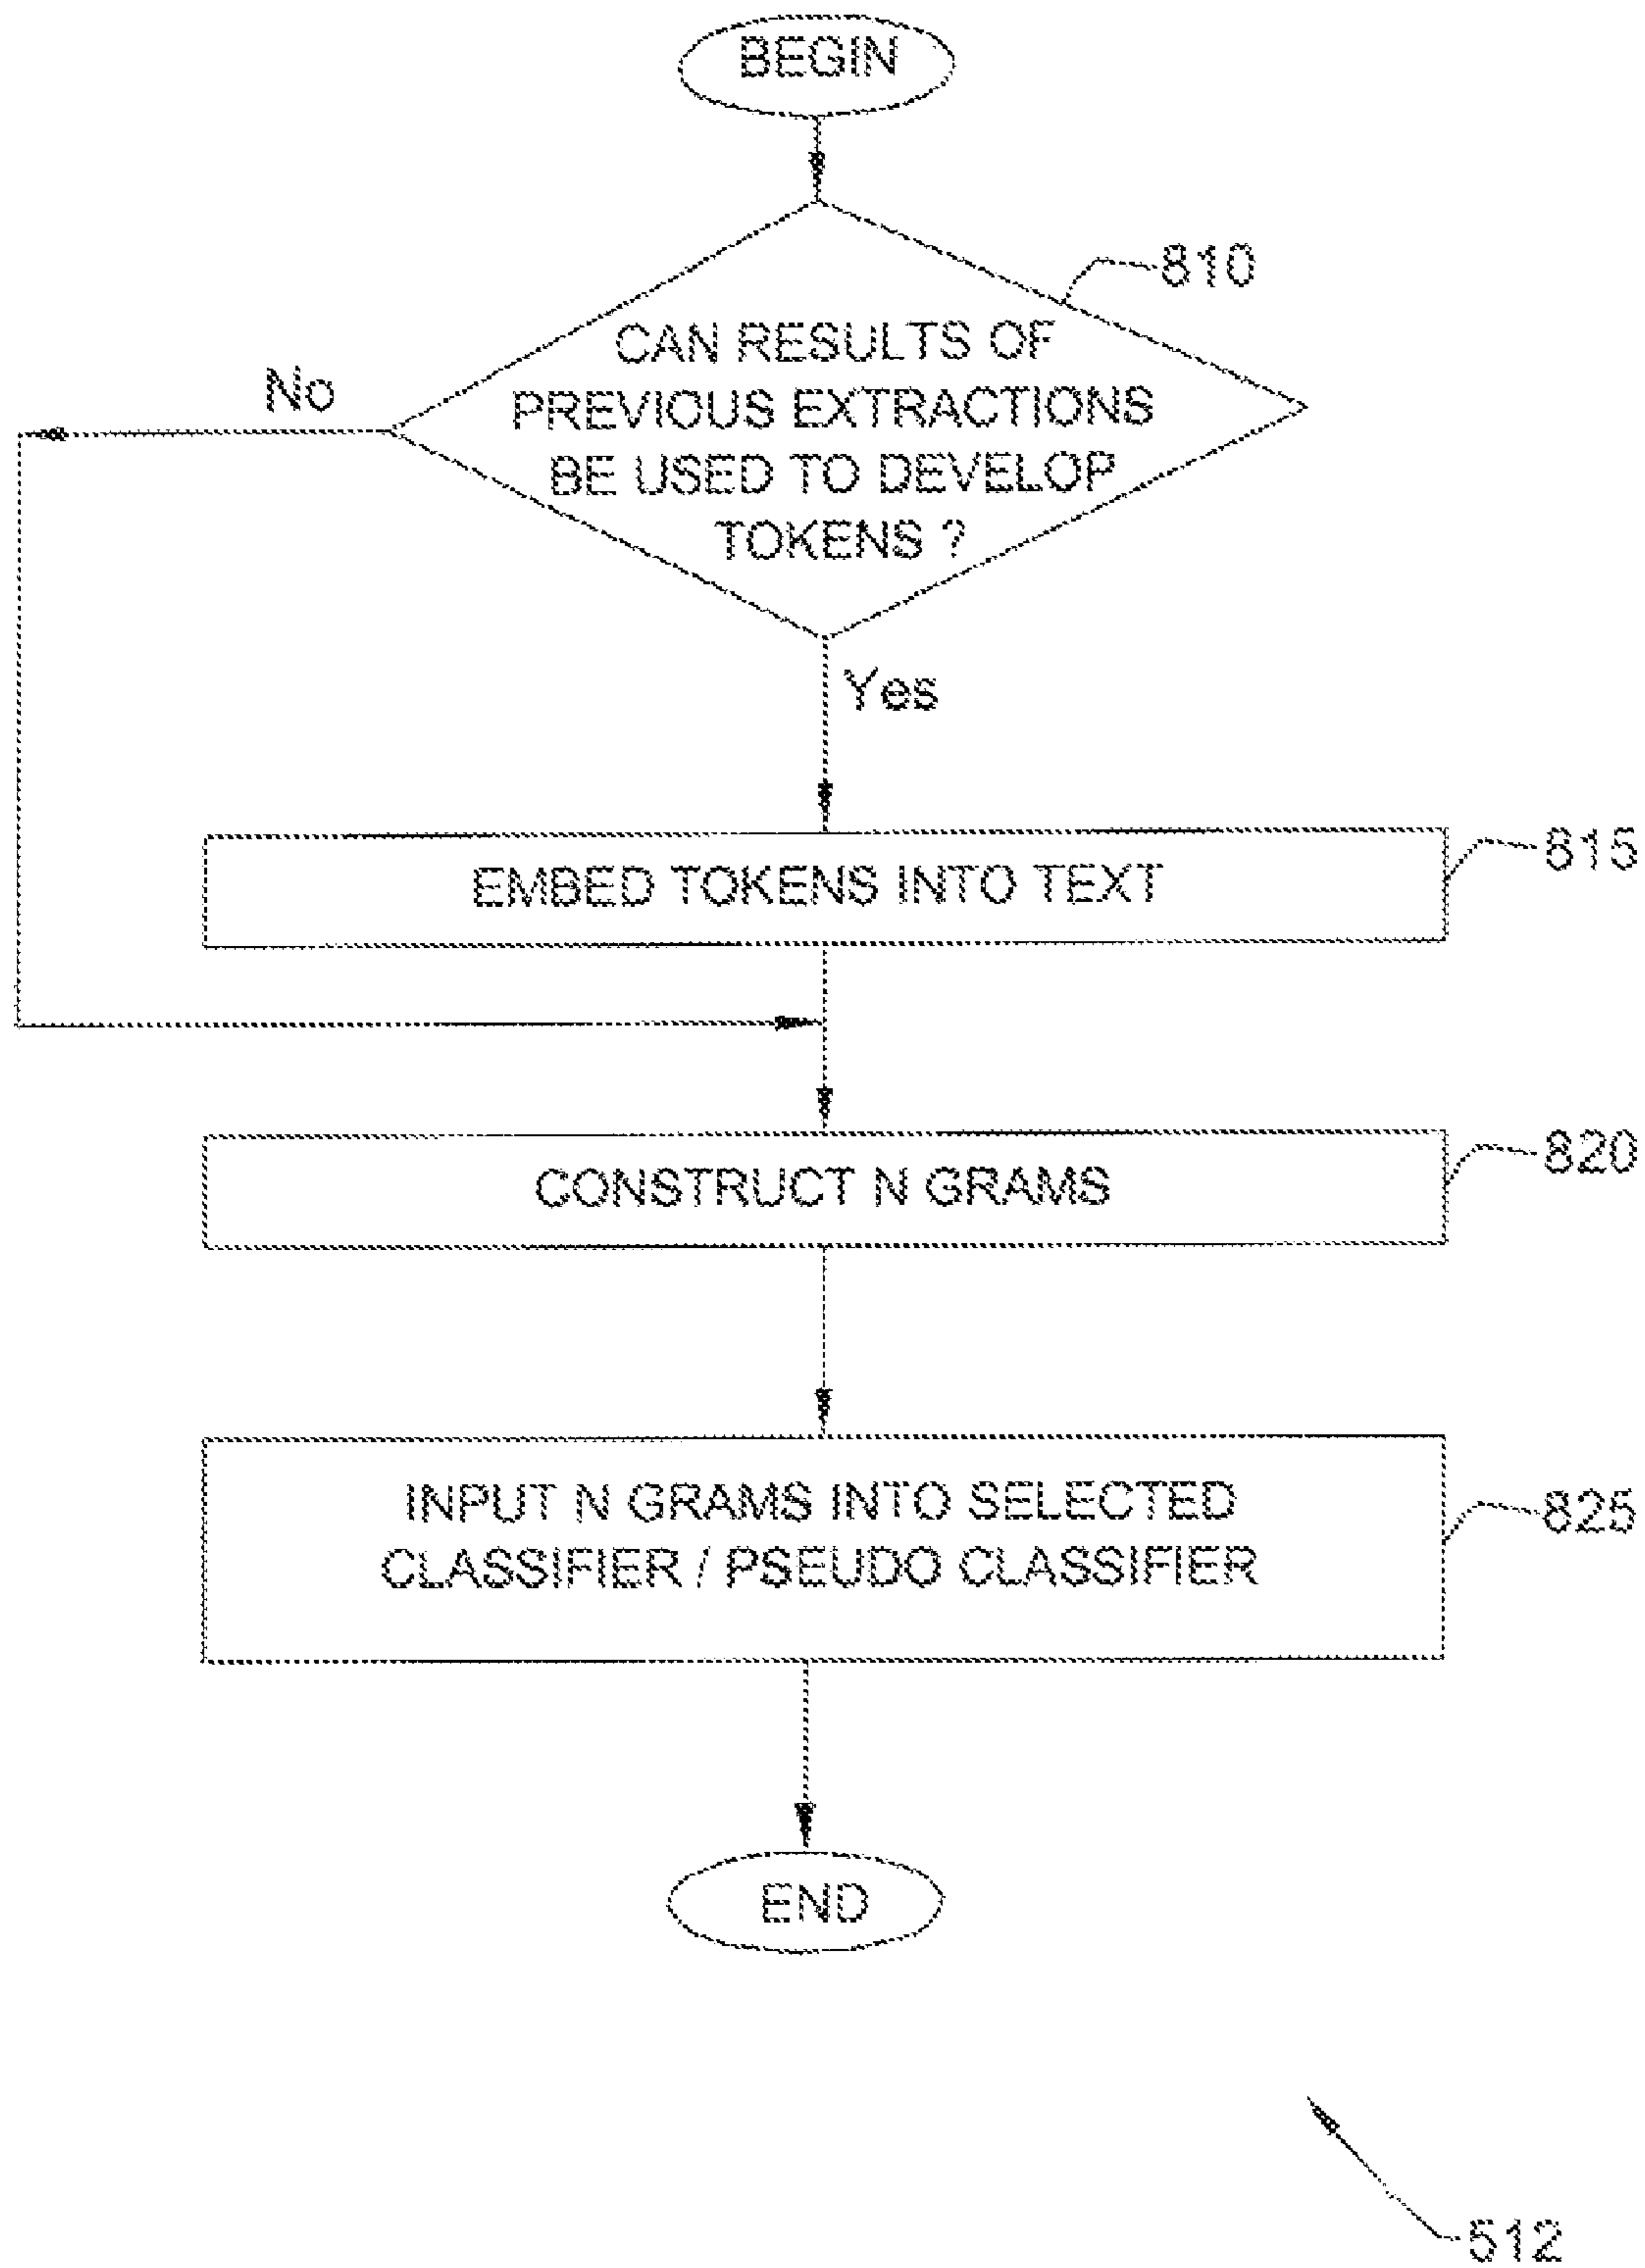 BEGIN
810
CAN RESULTS OF
PREVIOUS EXTRACTIONS
BE USED TO DEVELOP
TOKENS ?
No
Yes
EMBED TOKENS INTO TEXT
815
CONSTRUCT N GRAMS
820
INPUT N GRAMS INTO SELECTED
CLASSIFIER / PSEUDO CLASSIFIER
825
END
512